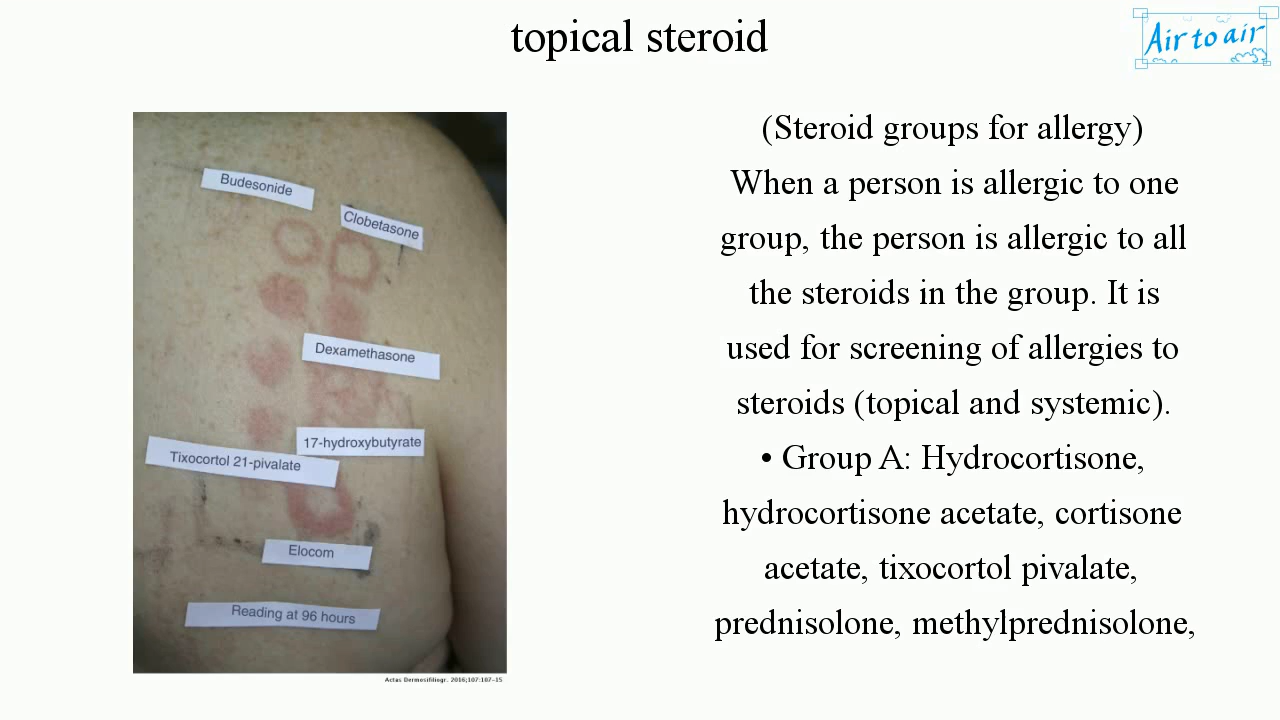 topical steroid
Air to air
Budesonide
Clobetasone
Dexamethasone
17-hydroxybutyrate
Tixocortol 21-pivalate
Elocom
Reading at 96 hours
Actas Dermosifiliogr. 2016;107:107-15
(Steroid groups for allergy)
When a person is allergic to one
group, the person is allergic to all
the steroids in the group. It is
used for screening of allergies to
steroids (topical and systemic).
• Group A: Hydrocortisone,
hydrocortisone acetate, cortisone
acetate, tixocortol pivalate,
prednisolone, methylprednisolone,